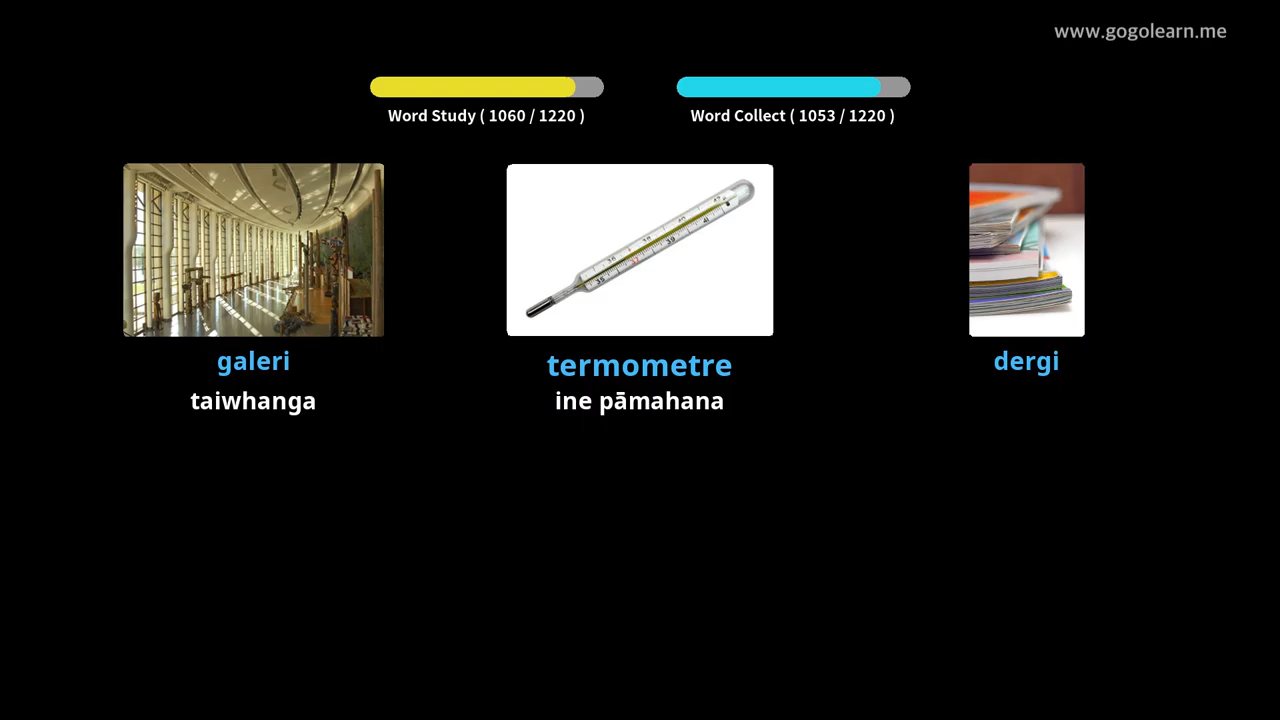 www.gogolearn.me
Word Study ( 1060 / 1220 )
Word Collect ( 1053 / 1220 )
galeri
termometre
dergi
taiwhanga
ine pāmahana